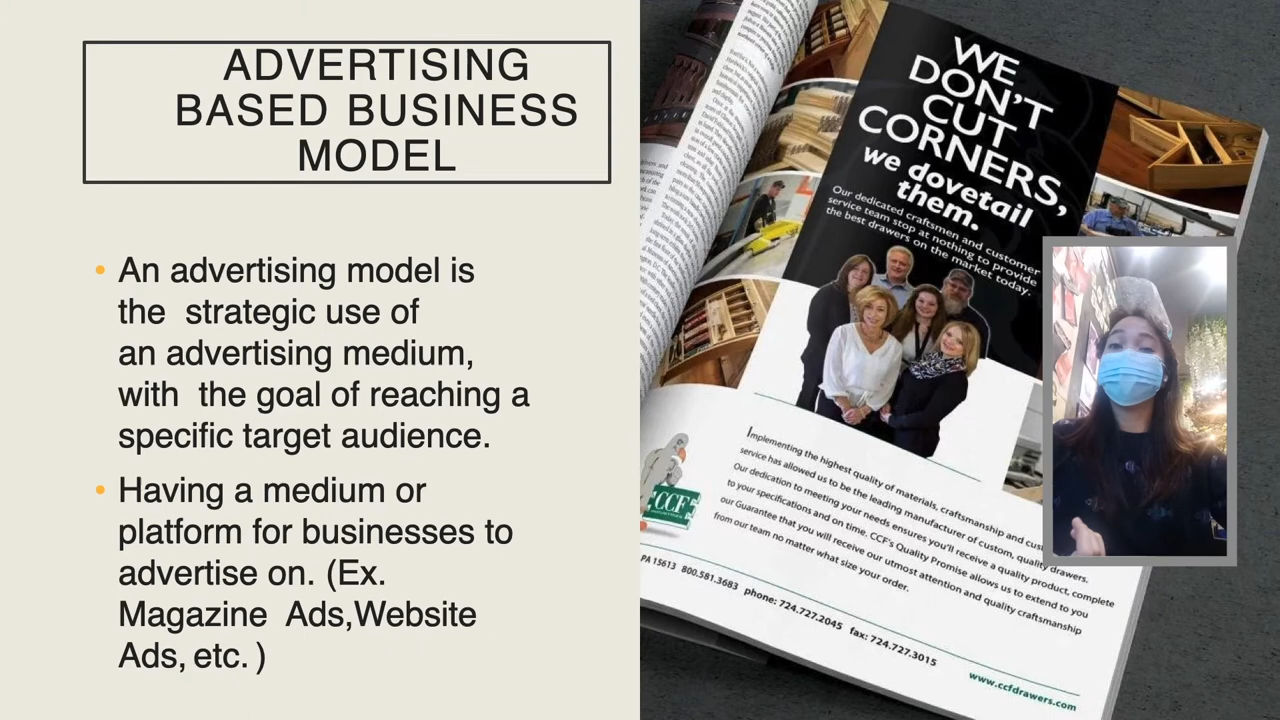 ADVERTISING
BASED BUSINESS
MODEL
• An advertising model is
the strategic use of
an advertising medium,
with the goal of reaching a
specific target audience.
• Having a medium or
platform for businesses to
advertise on. (Ex.
Magazine Ads,Website
Ads, etc. )
WE
DON'T
CUT
CORNERS,
we dovetail
them.
Our dedicated craftsmen and customer
service team stop at nothing to provide
the best drawers on the market today.
CCF
Implementing the highest quality of materials, craftsmanship and
service has allowed us to be the leading manufacturer of custom, quality drawers.
Our dedication to meeting your needs ensures you'll receive a quality product, complete
to your specifications and on time. CCF's Quality Promise allows us to extend to you
our Guarantee that you will receive our utmost attention and quality craftsmanship
from our team no matter what size your order.
PA 15613 800.581.3683 phone: 724.727.2045 fax: 724.727.3015
www.ccfdrawers.com